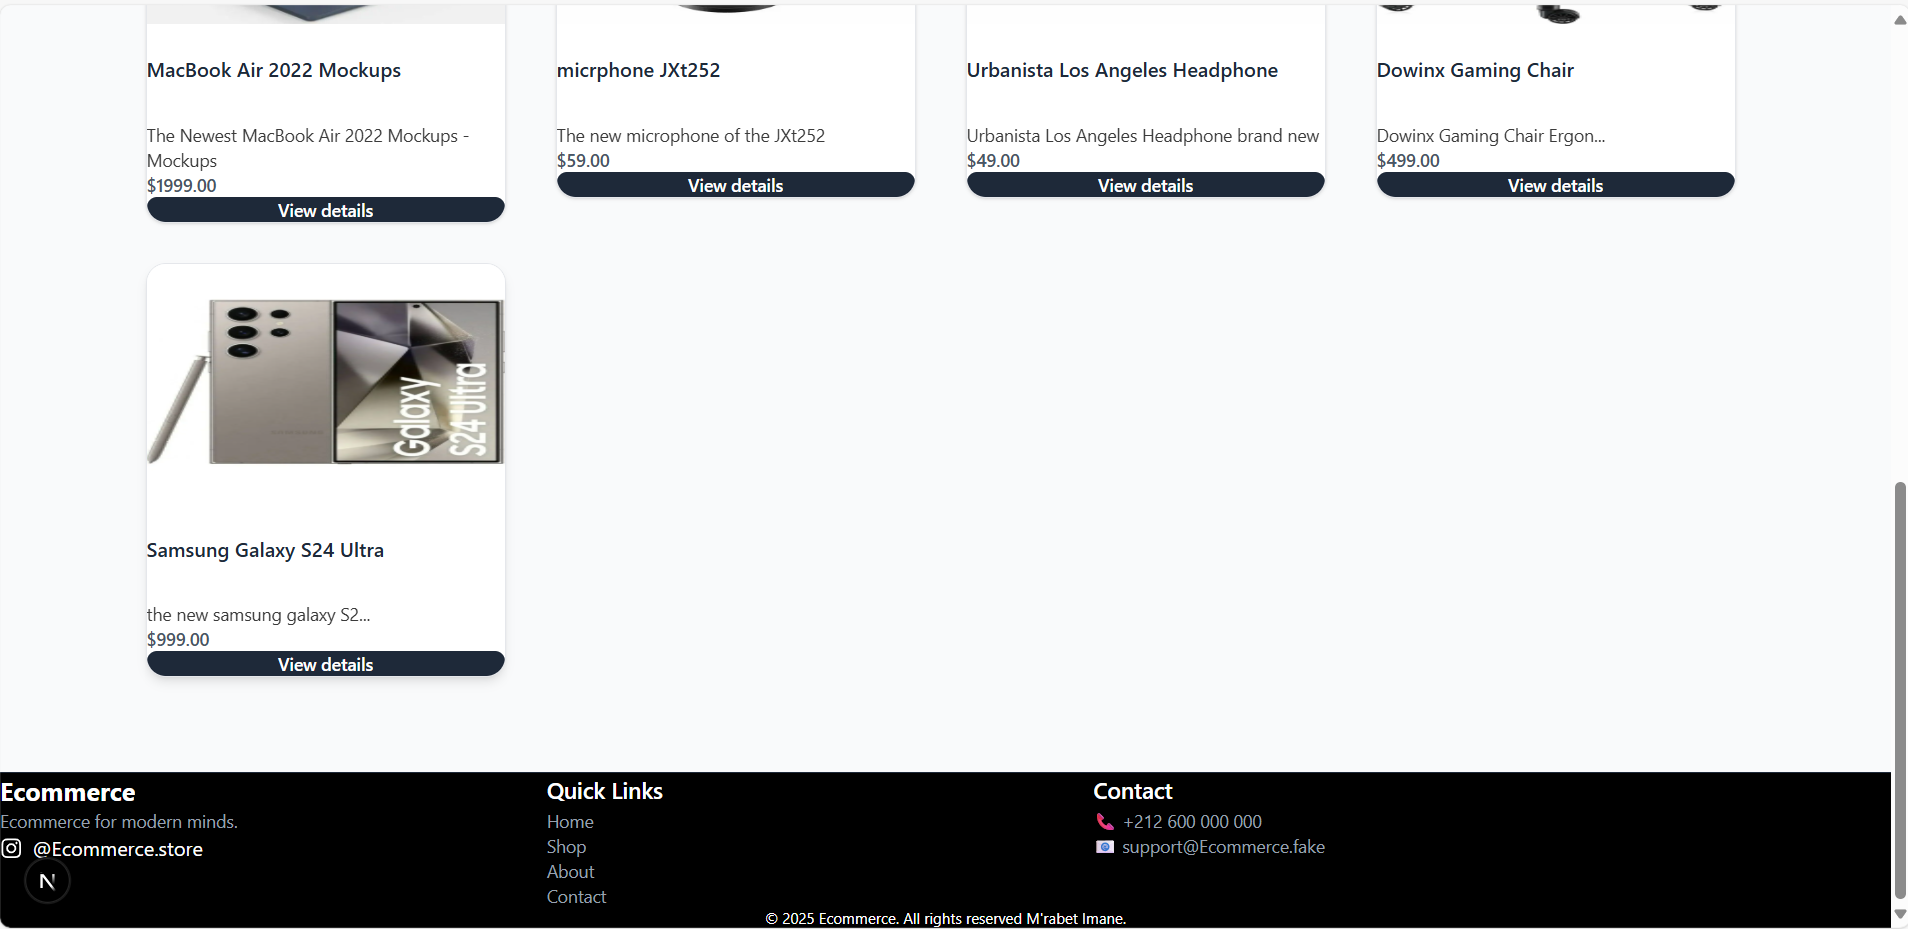 MacBook Air 2022 Mockups
The Newest MacBook Air 2022 Mockups -
Mockups
$1999.00
View details
micrphone JXt252
The new microphone of the JXt252
$59.00
View details
Urbanista Los Angeles Headphone
Urbanista Los Angeles Headphone brand new
$49.00
View details
Dowinx Gaming Chair
Dowinx Gaming Chair Ergon...
$499.00
View details
Galaxy
S24 Ultra
Samsung Galaxy S24 Ultra
the new samsung galaxy S2...
$999.00
View details
Ecommerce
Ecommerce for modern minds.
@Ecommerce.store
N
Quick Links
Home
Shop
About
Contact
Contact
+212 600 000 000
support@Ecommerce.fake
© 2025 Ecommerce. All rights reserved M'rabet Imane.